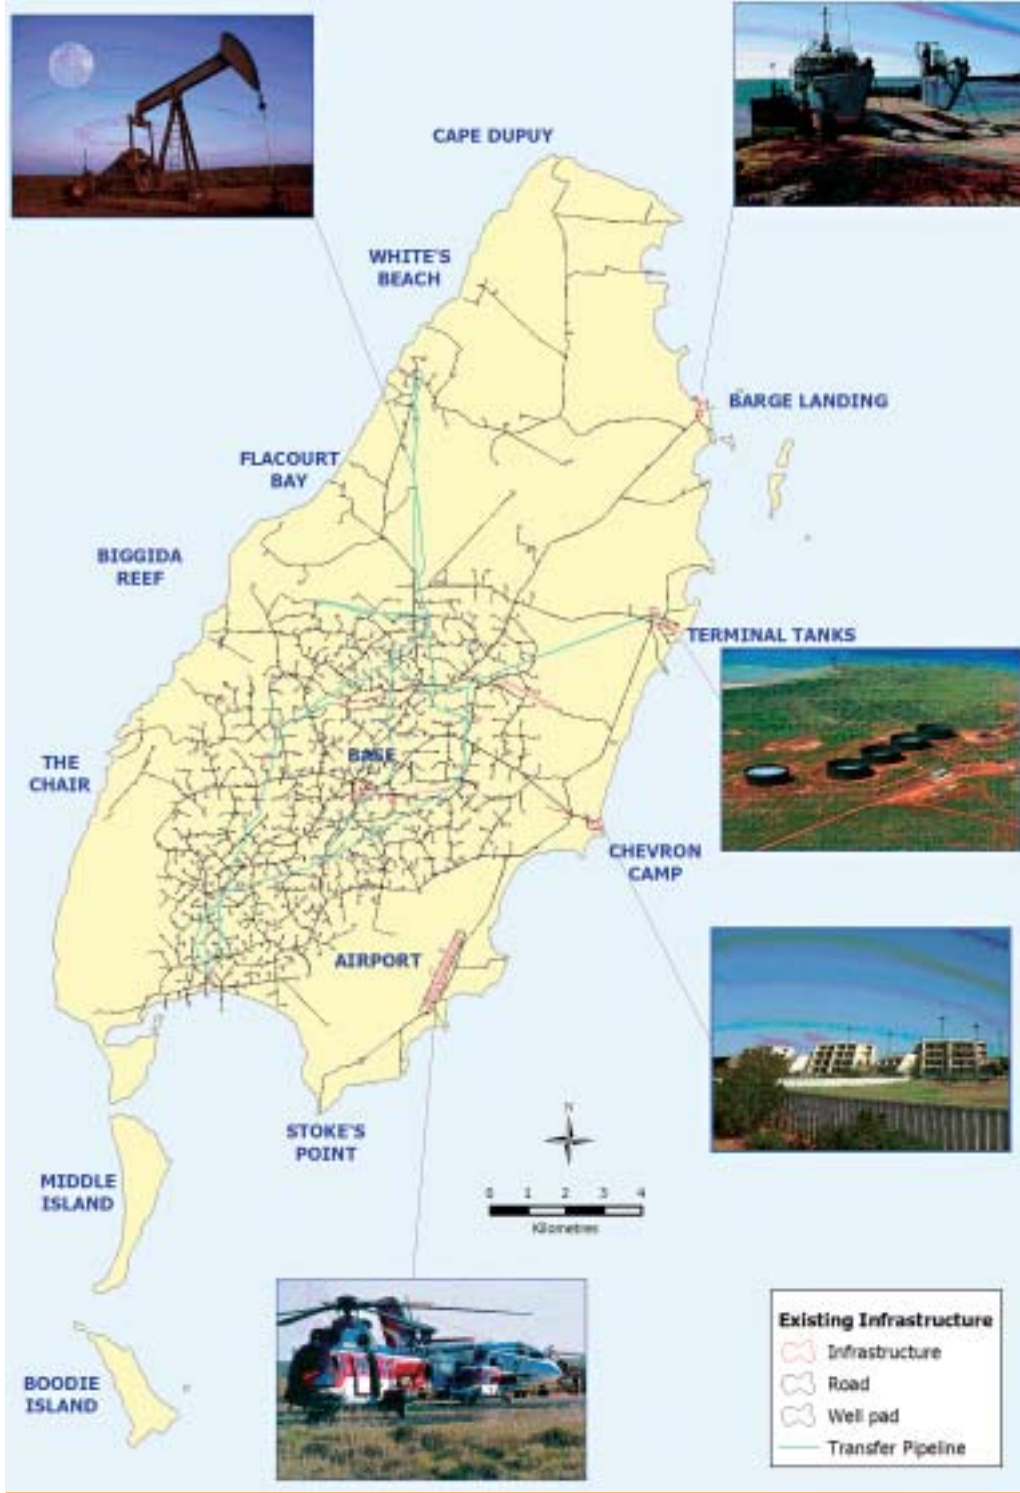 CAPE DUPUY
WHITE'S
BEACH
BARGE LANDING
FLACOURT
BAY
BIGGIDA
REEF
TERMINAL TANKS
THE
CHAIR
BASE
CHEVRON
CAMP
AIRPORT
STOKE'S
POINT
N
MIDDLE
ISLAND
0 1 2 3 4
Kilometres
BOODIE
ISLAND
Existing Infrastructure
Infrastructure
Road
Well pad
Transfer Pipeline